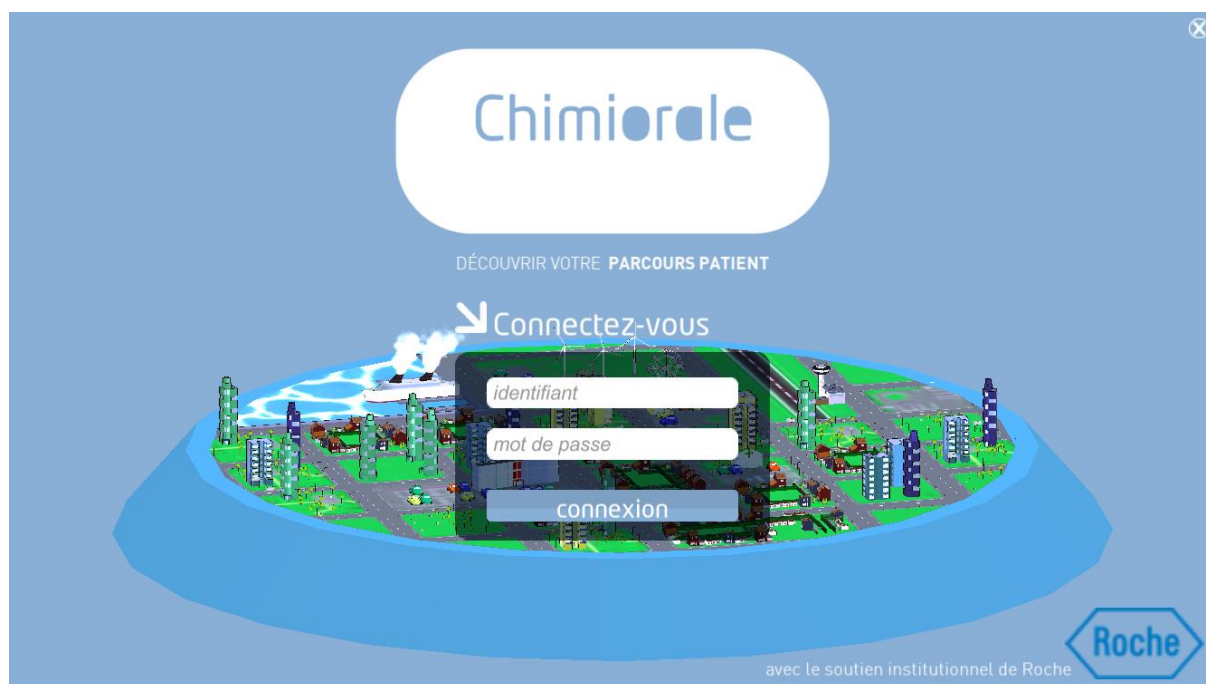 Chimiorale
DÉCOUVRIR VOTRE PARCOURS PATIENT
Connectez-vous
identifiant
mot de passe
connexion
Roche
avec le soutien institutionnel de Roche